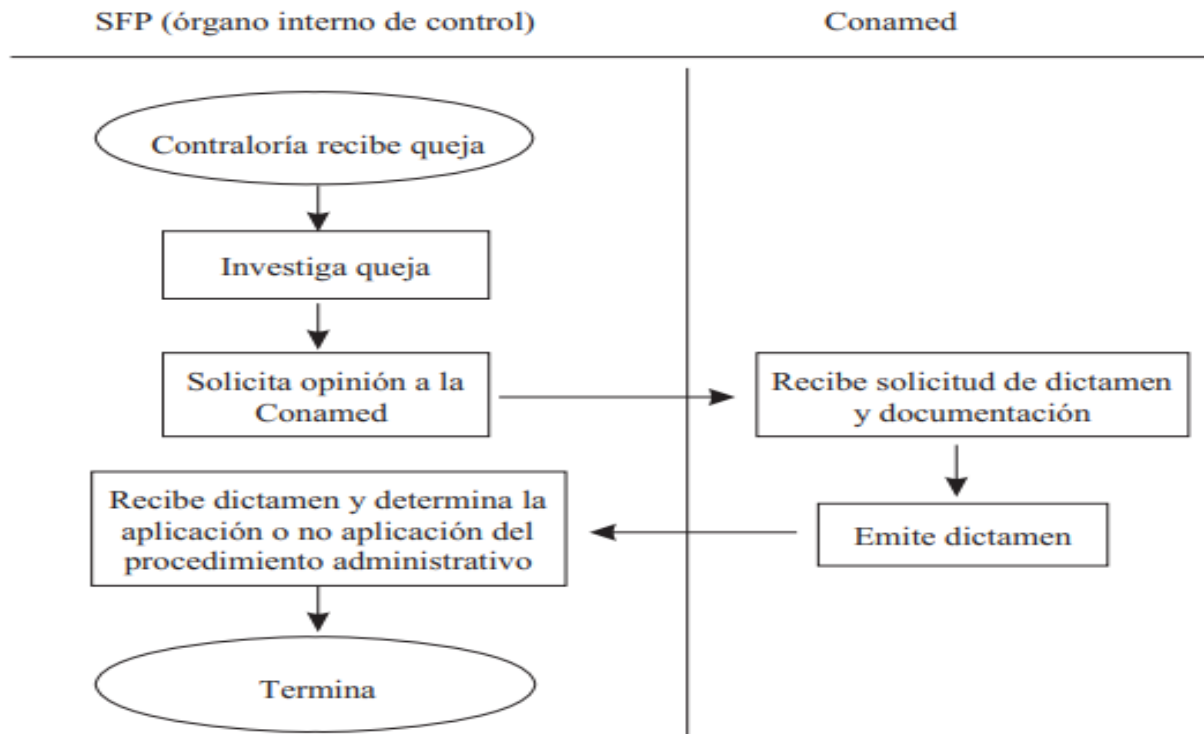 SFP (órgano interno de control)
Conamed
Contraloría recibe queja
Investiga queja
Solicita opinión a la
Conamed
Recibe solicitud de dictamen
y documentación
Emite dictamen
Recibe dictamen y determina la
aplicación o no aplicación del
procedimiento administrativo
Termina